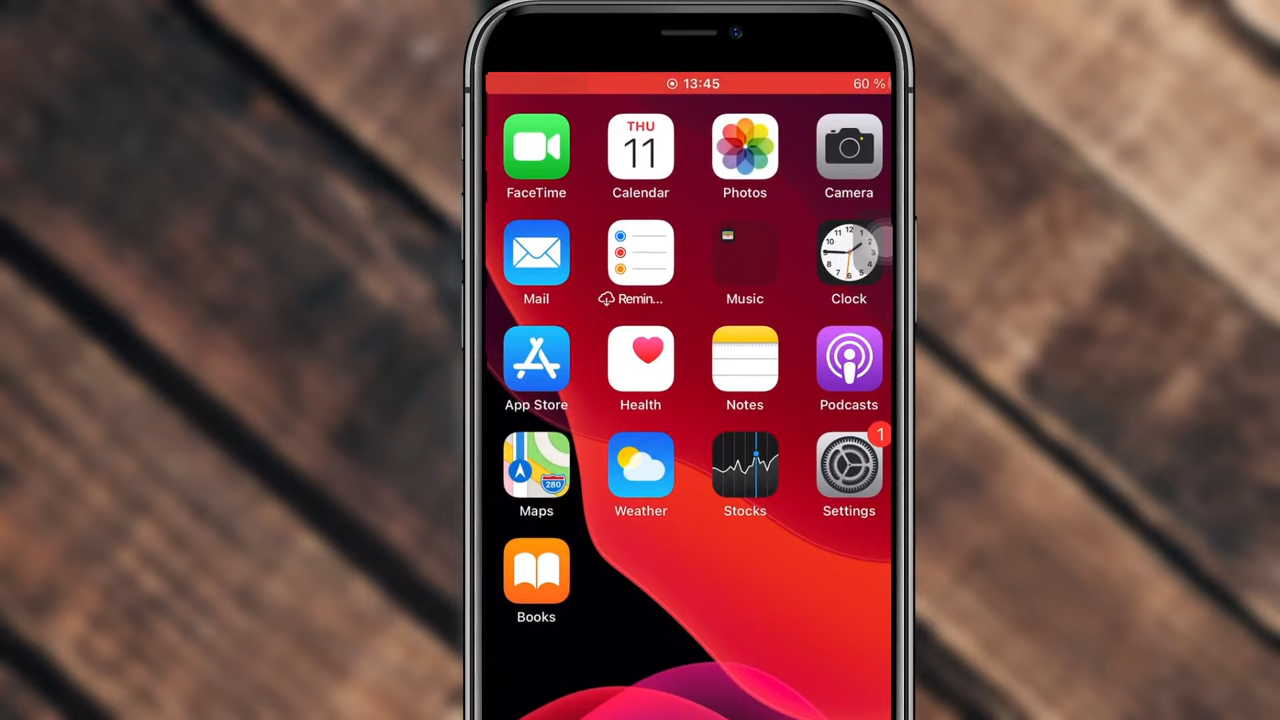 13:45 60 %
THU
11
FaceTime Calendar Photos Camera
Mail Remin... Music Clock
App Store Health Notes Podcasts
280
1
Maps Weather Stocks Settings
Books